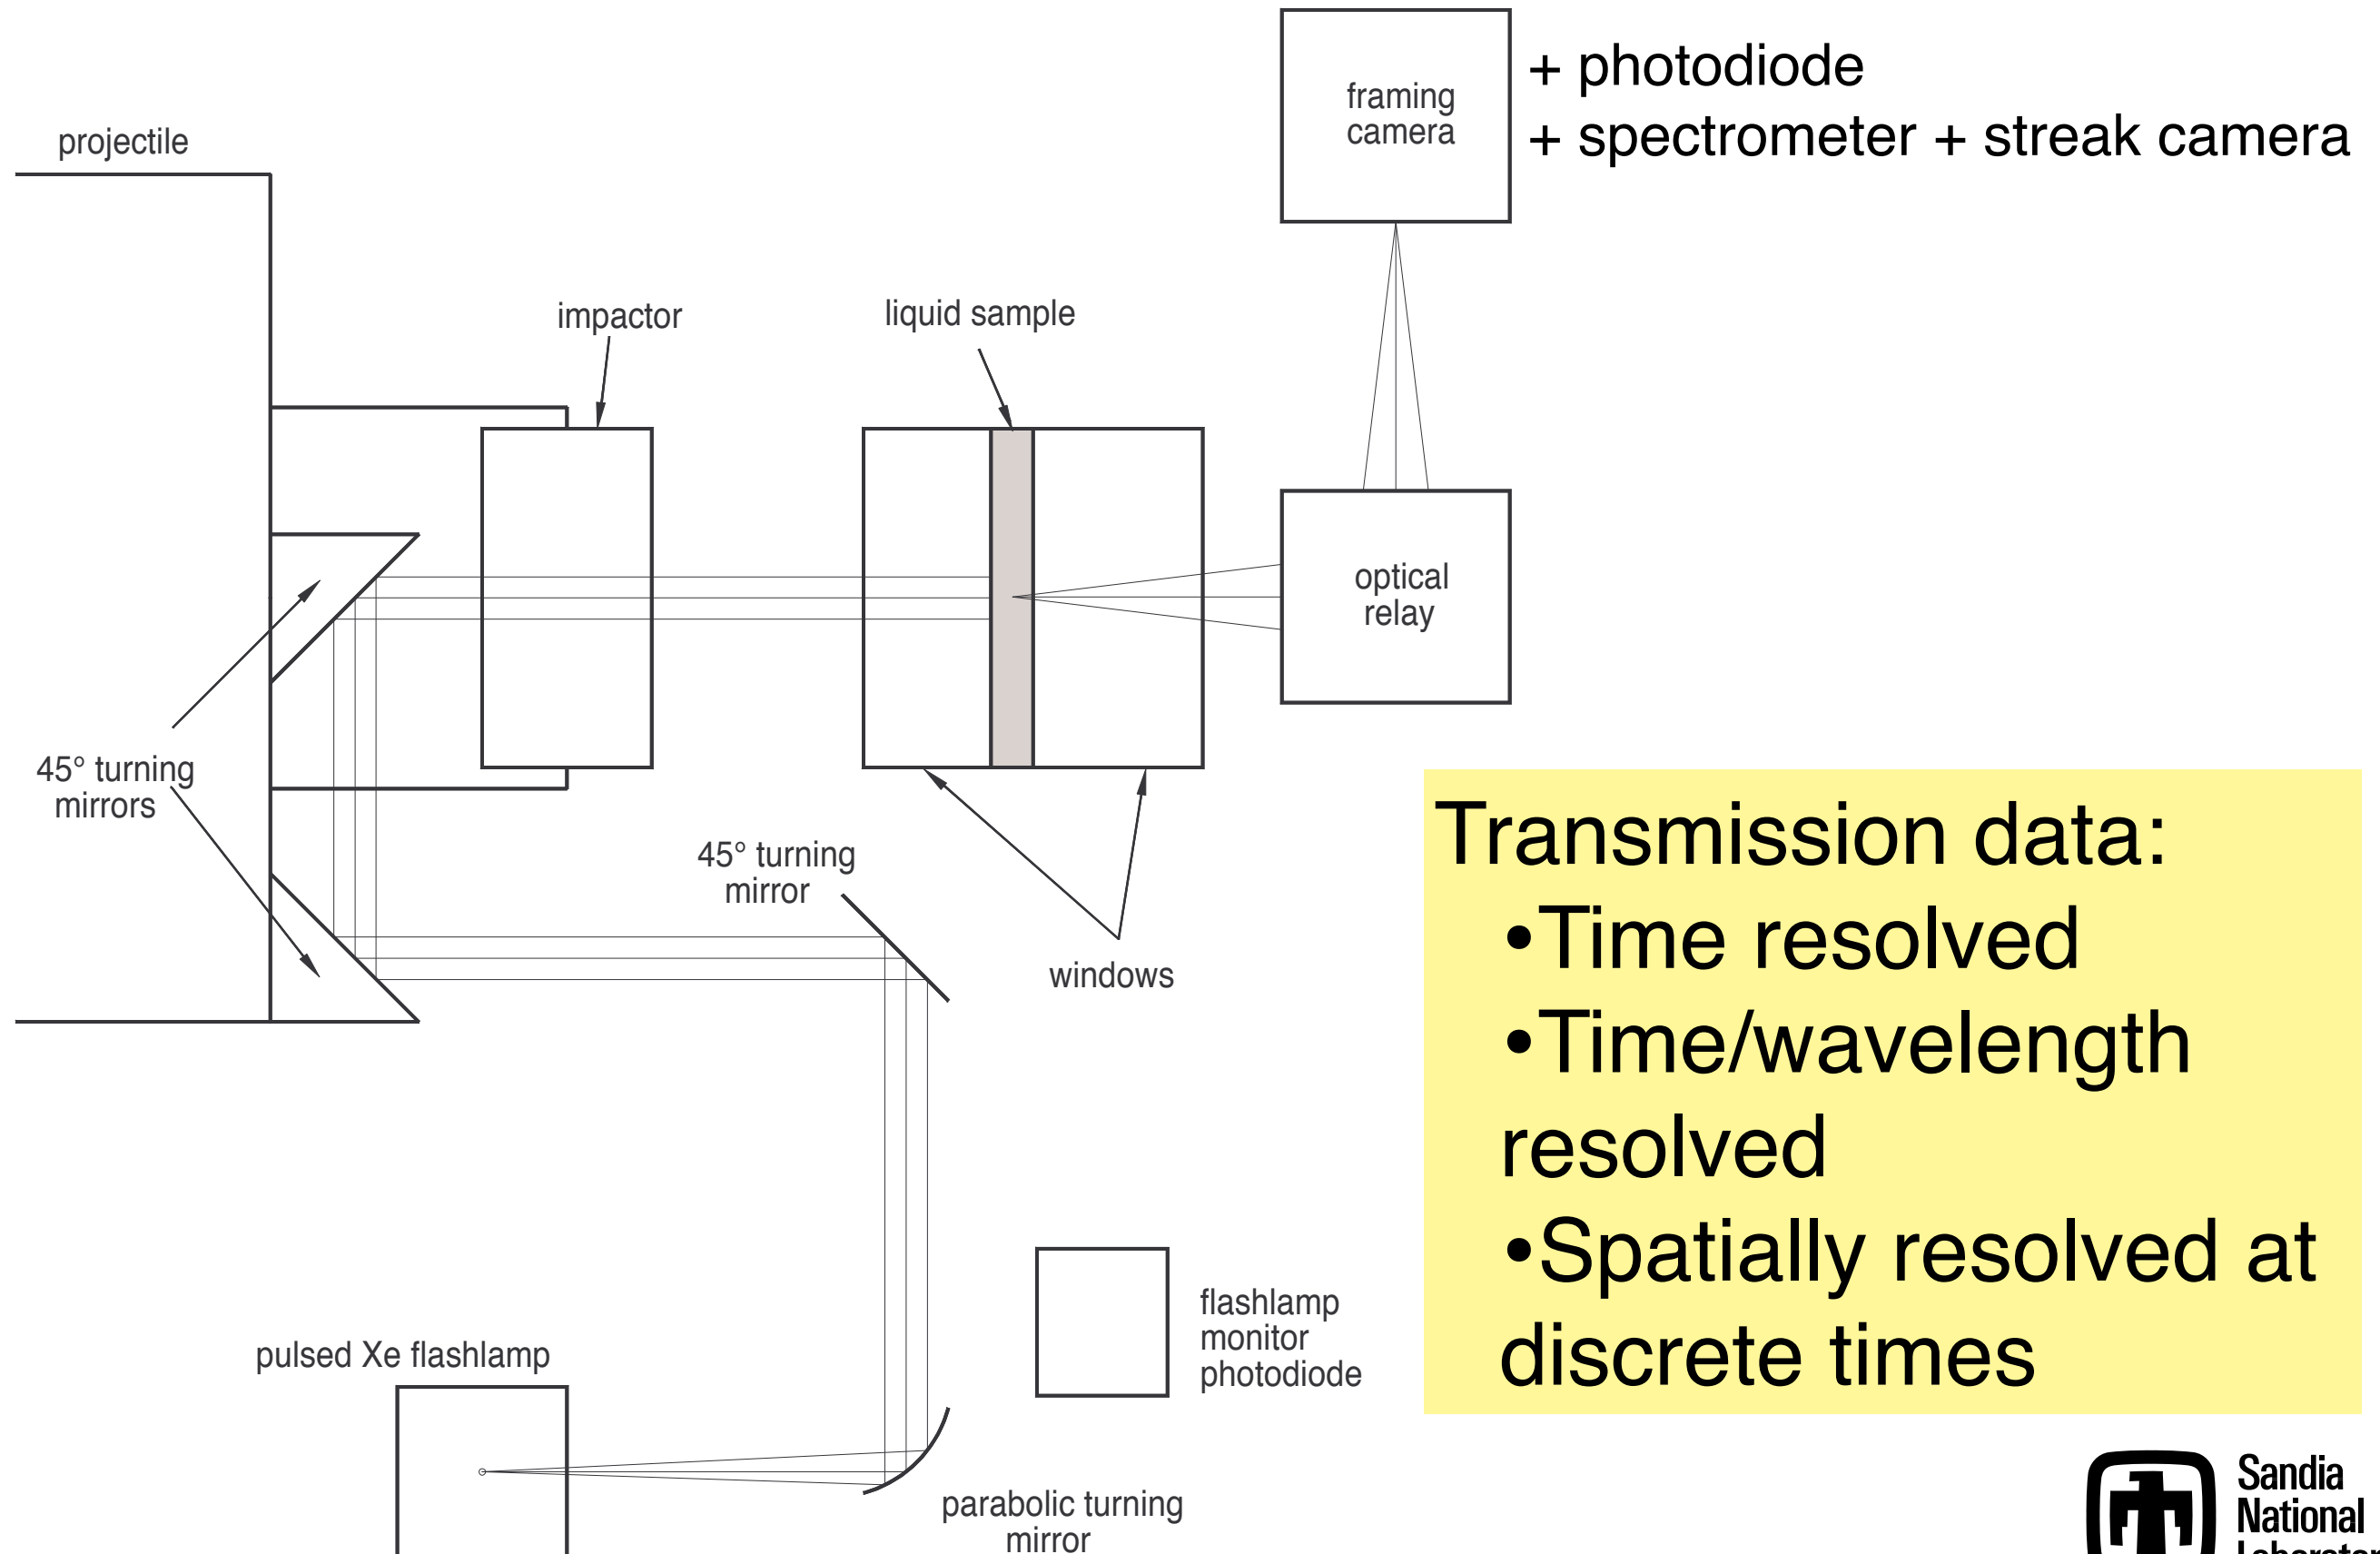 + photodiode
+ spectrometer + streak camera
framing
camera
projectile
impactor
liquid sample
optical
relay
45° turning
mirrors
45° turning
mirror
windows
Transmission data:
•Time resolved
•Time/wavelength
resolved
•Spatially resolved at
discrete times
flashlamp
monitor
photodiode
pulsed Xe flashlamp
parabolic turning
mirror
Sandia
National